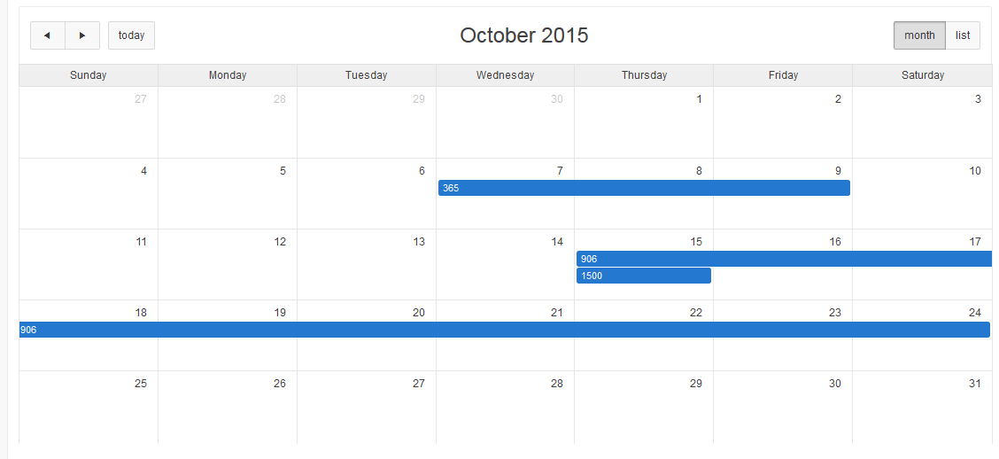 today October 2015 month list
Sunday Monday Tuesday Wednesday Thursday Friday Saturday
27 28 29 30 1 2 3
4 5 6 7 8 9 10
365
11 12 13 14 15 16 17
906
1500
18 19 20 21 22 23 24
906
25 26 27 28 29 30 31